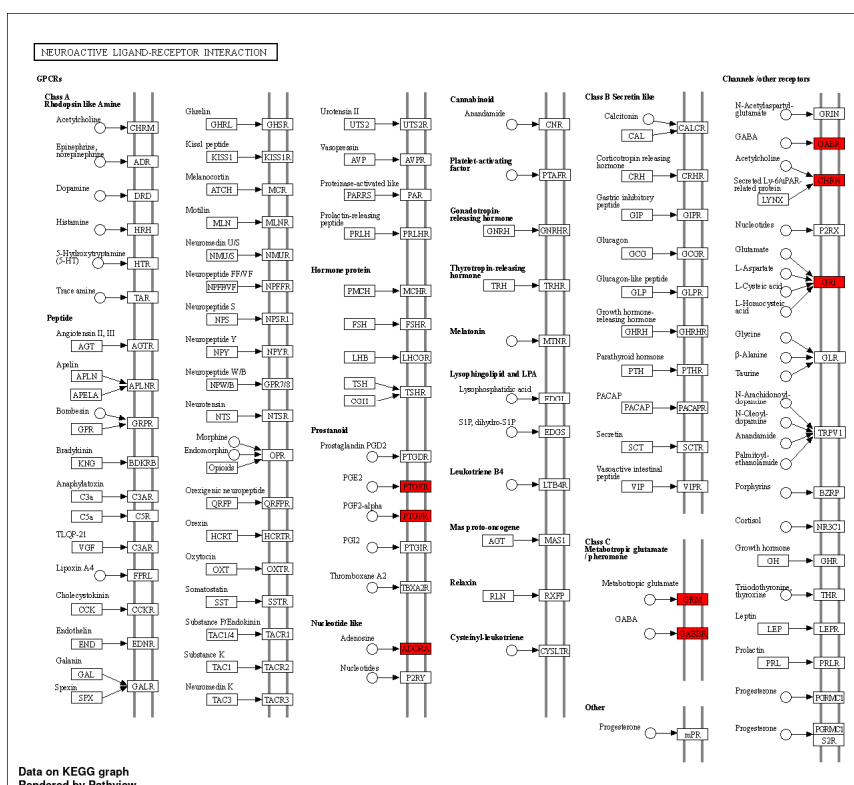 NEUROACTIVE LIGAND-RECEPTOR INTERACTION
GPCRs
Class A
Rhodopsin like Amine
Acetylcholine
CHRM
Epinephrine,
norepinephrine
ADR
Dopamine
DRD
Histamine
HRH
5-Hydroxytryptamine
(5-HT)
HTR
Trace amine
TAR
Peptide
Angiotensin II, III
AGT
AGTR
Apelin
APLN
APLNR
APELA
Bombesin
GRPR
GPR
Bradykinin
KNG
BDKRB
Anaphylatoxin
C3a
C3AR
C5a
C5R
TLQP-21
VGF
C3AR
Lipoxin A4
FPRL
Cholecystokinin
CCK
CCKR
Endothelin
END
EDNR
Galanin
GAL
GALR
Spexin
SPX
Ghrelin
GHRL
GHSR
Kiss1 peptide
KISS1
KISS1R
Melanocortin
ATCH
MCR
Motilin
MLN
MLNR
Neuromedin U/S
NMU/S
NMUR
Neuropeptide FF/VF
NPFF/VF
NPFFR
Neuropeptide S
NPS
NPSR1
Neuropeptide Y
NPY
NPYR
Neuropeptide W/B
NPW/B
GPR7/8
Neurotensin
NTS
NTSR
Morphine
Endomorphin
OPR
Opioids
Orexigenic neuropeptide
QRFP
QRFPR
Orexin
HCRT
HCRTR
Oxytocin
OXT
OXTR
Somatostatin
SST
SSTR
Substance P/Endokinin
TAC1/4
TACR1
Substance K
TAC1
TACR2
Neuromedin K
TAC3
TACR3
Urotensin II
UTS2
UTS2R
Vasopressin
AVP
AVPR
Proteinase-activated like
PARRS
PAR
Prolactin-releasing
peptide
PRLH
PRLHR
Hormone protein
PMCH
MCHR
FSH
FSHR
LHB
LHCGR
TSH
TSHR
CGH
Prostanoid
Prostaglandin PGD2
PTGDR
PGE2
PTGER
PGF2-alpha
PTGFR
PGI2
PTGIR
Thromboxane A2
TBXA2R
Nucleotide like
Adenosine
ADORA
Nucleotides
P2RY
Cannabinoid
Anandamide
CNR
Platelet-activating
factor
PTAFR
Gonadotropin-
releasing hormone
GNRH
GNRHR
Thyrotropin-releasing
hormone
TRH
TRHR
Melatonin
MTNR
Lysophingolipid and LPA
Lysophosphatidic acid
EDGL
S1P, dihydro-S1P
EDGS
Leukotriene B4
LTB4R
Mas proto-oncogene
AGT
MAS1
Relaxin
RLN
RXFP
Cysteinyl-leukotriene
CYSLTR
Class B Secretin like
Calcitonin
CALCR
CAL
Corticotropin releasing
hormone
CRH
CRHR
Gastric inhibitory
peptide
GIP
GIPR
Glucagon
GCG
GCGR
Glucagon-like peptide
GLP
GLPR
Growth hormone-
releasing hormone
GHRH
GHRHR
Parathyroid hormone
PTH
PTHR
PACAP
PACAP
PACAPR
Secretin
SCT
SCTR
Vasoactive intestinal
peptide
VIP
VIPR
Class C
Metabotropic glutamate
/ pheromone
Metabotropic glutamate
GRM
GABA
GABBR
Other
Progesterone
mPR
Channels /other receptors
N-Acetylaspartyl-
glutamate
GRIN
GABA
GABR
Acetylcholine
CHRN
Secreted Ly-6/uPAR-
related protein
LYNX
Nucleotides
P2RX
Glutamate
L-Aspartate
GRI
L-Cysteic acid
L-Homocysteic
acid
Glycine
β-Alanine
GLR
Taurine
N-Arachidonoyl-
dopamine
N-Oleoyl-
dopamine
TRPV1
Anandamide
Palmitoyl-
ethanolamide
Porphyrins
BZRP
Cortisol
NR3C1
Growth hormone
GH
GHR
Triiodothyronine,
thyroxine
THR
Leptin
LEP
LEPR
Prolactin
PRL
PRLR
Progesterone
PGRMC1
Progesterone
PGRMC1
S2R
Data on KEGG graph
Rendered by Pathview